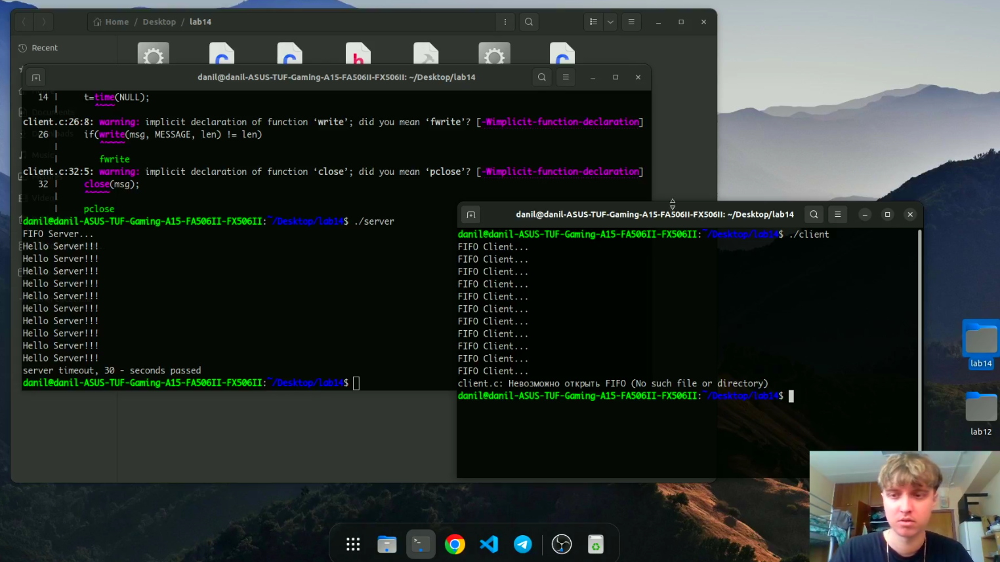 Home / Desktop / lab14
Recent
danil@danil-ASUS-TUF-Gaming-A15-FA506II-FX506II: ~/Desktop/lab14
14 | t=time(NULL);
| ^~~~
client.c:26:8: warning: implicit declaration of function ‘write’; did you mean ‘fwrite’? [-Wimplicit-function-declaration]
26 | if(write(msg, MESSAGE, len) != len)
| ^~~~~
| fwrite
client.c:32:5: warning: implicit declaration of function ‘close’; did you mean ‘pclose’? [-Wimplicit-function-declaration]
32 | close(msg);
| ^~~~~
| pclose
danil@danil-ASUS-TUF-Gaming-A15-FA506II-FX506II:~/Desktop/lab14$ ./server
FIFO Server...
Hello Server!!!
Hello Server!!!
Hello Server!!!
Hello Server!!!
Hello Server!!!
Hello Server!!!
Hello Server!!!
Hello Server!!!
Hello Server!!!
Hello Server!!!
server timeout, 30 - seconds passed
danil@danil-ASUS-TUF-Gaming-A15-FA506II-FX506II:~/Desktop/lab14$
danil@danil-ASUS-TUF-Gaming-A15-FA506II-FX506II: ~/Desktop/lab14
danil@danil-ASUS-TUF-Gaming-A15-FA506II-FX506II:~/Desktop/lab14$ ./client
FIFO Client...
FIFO Client...
FIFO Client...
FIFO Client...
FIFO Client...
FIFO Client...
FIFO Client...
FIFO Client...
FIFO Client...
FIFO Client...
FIFO Client...
client.c: Невозможно открыть FIFO (No such file or directory)
danil@danil-ASUS-TUF-Gaming-A15-FA506II-FX506II:~/Desktop/lab14$
lab14
lab12